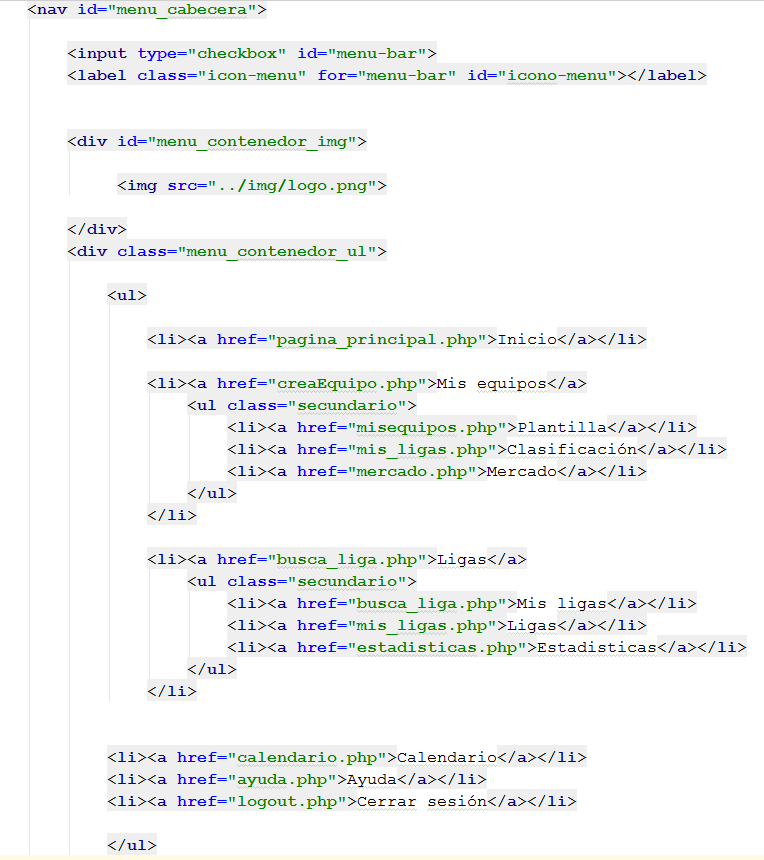 <nav id="menu_cabecera">
<input type="checkbox" id="menu-bar">
<label class="icon-menu" for="menu-bar" id="icono-menu"></label>
<div id="menu_contenedor_img">
<img src="../img/logo.png">
</div>
<div class="menu_contenedor_ul">
<ul>
<li><a href="pagina_principal.php">Inicio</a></li>
<li><a href="creaEquipo.php">Mis equipos</a>
<ul class="secundario">
<li><a href="misequipos.php">Plantilla</a></li>
<li><a href="mis_ligas.php">Clasificación</a></li>
<li><a href="mercado.php">Mercado</a></li>
</ul>
</li>
<li><a href="busca_liga.php">Ligas</a>
<ul class="secundario">
<li><a href="busca_liga.php">Mis ligas</a></li>
<li><a href="mis_ligas.php">Ligas</a></li>
<li><a href="estadisticas.php">Estadisticas</a></li>
</ul>
</li>
<li><a href="calendario.php">Calendario</a></li>
<li><a href="ayuda.php">Ayuda</a></li>
<li><a href="logout.php">Cerrar sesión</a></li>
</ul>